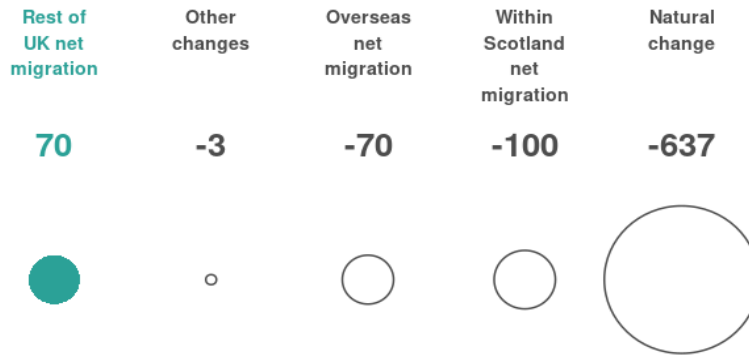 Rest of
UK net
migration
Other
changes
Overseas
net
migration
Within
Scotland
net
migration
Natural
change
70
-3
-70
-100
-637